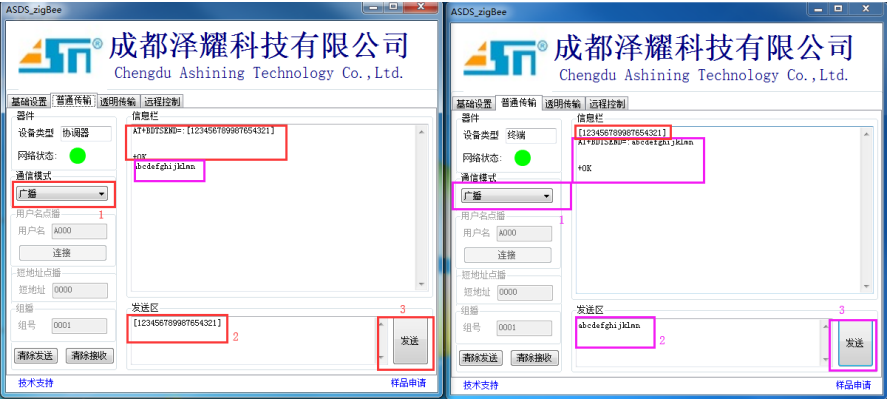 ASDS_zigBee
成都泽耀科技有限公司
Chengdu Ashining Technology Co.,Ltd.
基础设置 普通传输 透明传输 远程控制
器件
设备类型 协调器
网络状态:
通信模式
广播
1
用户名点播
用户名 A000
连接
短地址点播
短地址 0000
组播
组号 0001
清除发送 清除接收
信息栏
AT+BDTSEND=:[123456789987654321]
+OK
abcdefghijklmn
发送区
[123456789987654321]
2
3
发送
技术支持
样品申请
ASDS_zigBee
成都泽耀科技有限公司
Chengdu Ashining Technology Co.,Ltd.
基础设置 普通传输 透明传输 远程控制
器件
设备类型 终端
网络状态:
通信模式
广播
1
用户名点播
用户名 A000
连接
短地址点播
短地址 0000
组播
组号 0001
清除发送 清除接收
信息栏
[123456789987654321]
AT+BDTSEND=:abcdefghijklmn
+OK
发送区
abcdefghijklmn
2
3
发送
技术支持
样品申请